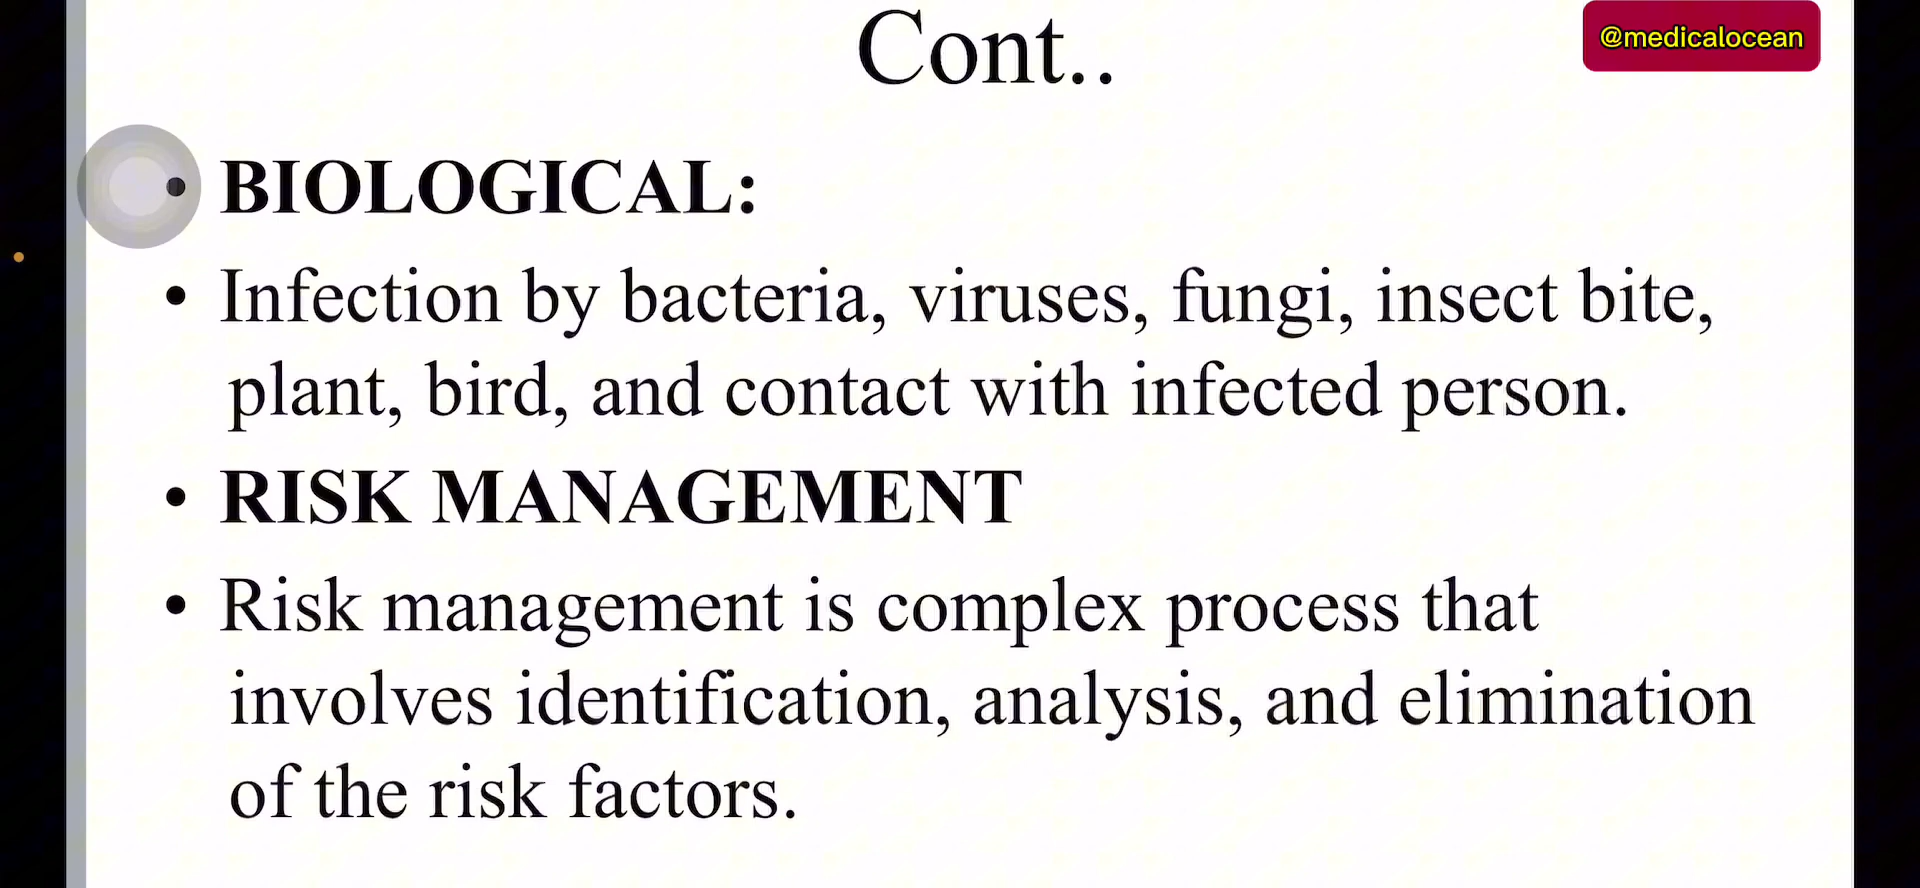 Cont..
@medicalocean
• BIOLOGICAL:
• Infection by bacteria, viruses, fungi, insect bite,
plant, bird, and contact with infected person.
• RISK MANAGEMENT
• Risk management is complex process that
involves identification, analysis, and elimination
of the risk factors.